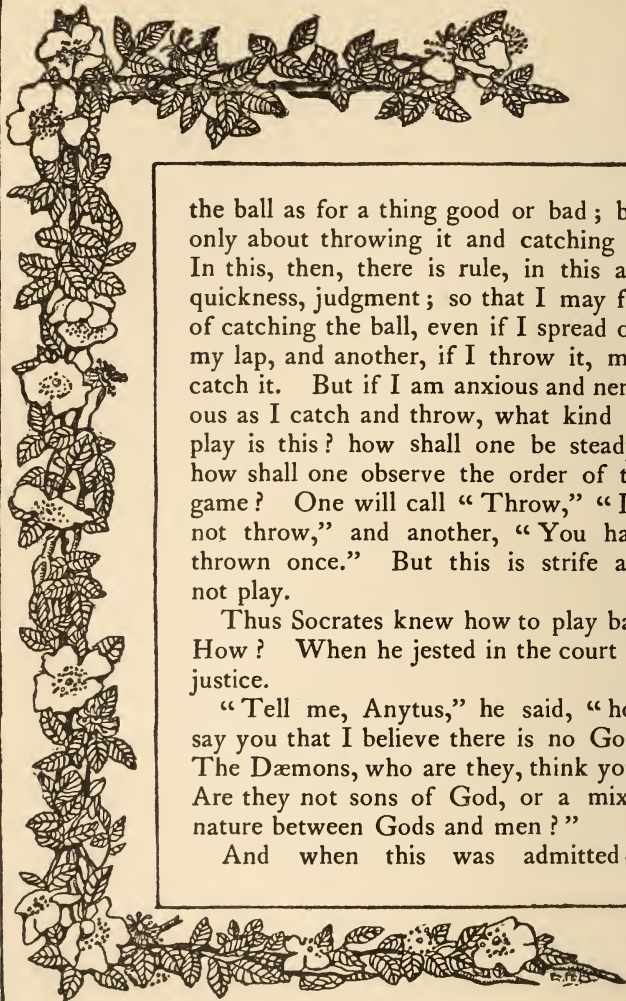 the ball as for a thing good or bad ; b
only about throwing it and catching
In this, then, there is rule, in this a
quickness, judgment ; so that I may f
of catching the ball, even if I spread o
my lap, and another, if I throw it, m
catch it. But if I am anxious and ner
ous as I catch and throw, what kind
play is this ? how shall one be stead
how shall one observe the order of t
game ? One will call “ Throw,” “ D
not throw,” and another, “ You ha
thrown once.” But this is strife a
not play.
Thus Socrates knew how to play ba
How ? When he jested in the court
justice.
“ Tell me, Anytus,” he said, “ ho
say you that I believe there is no Go
The Dæmons, who are they, think yo
Are they not sons of God, or a mix
nature between Gods and men ? ”
And when this was admitted